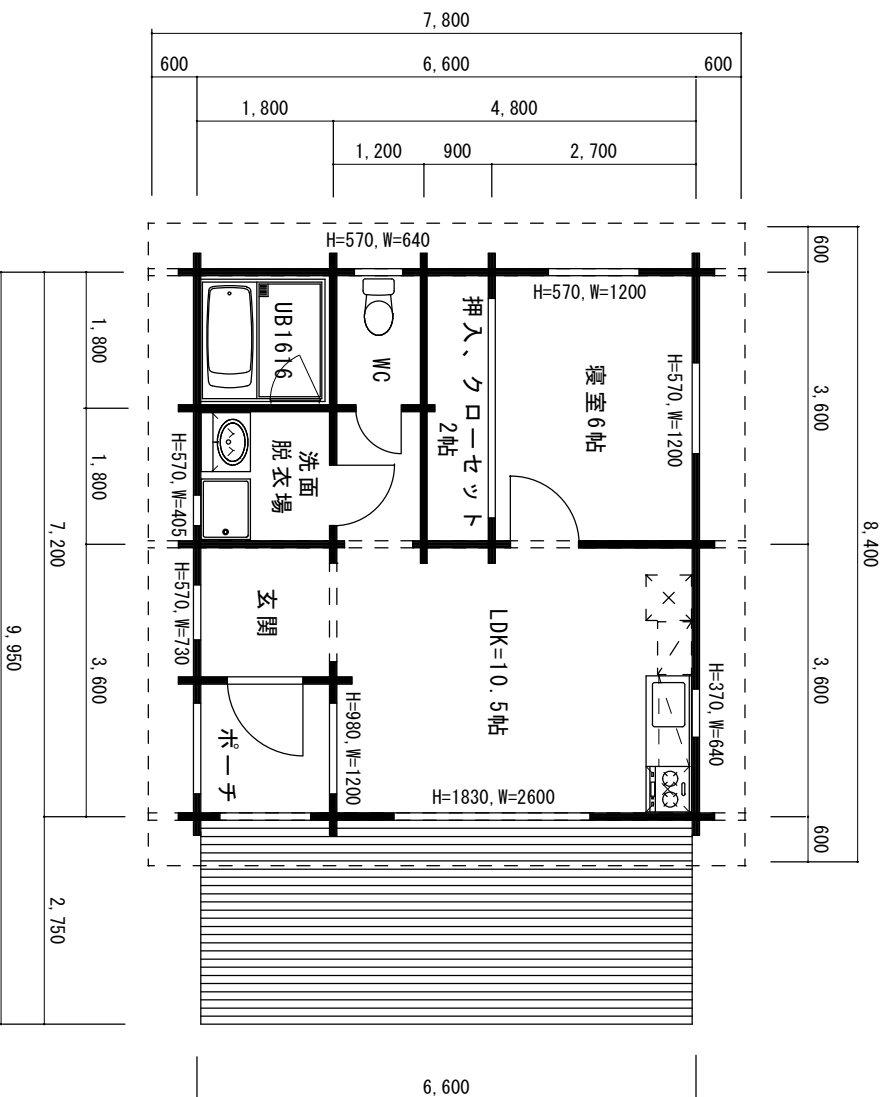 7,800
600
6,600
600
1,800
4,800
1,200
900
2,700
H=570,W=640
H=570,W=1200
UB1616
WC
押入、クローセット
2帖
寝室6帖
H=570,W=1200
洗面
脱衣場
H=570,W=405
H=570,W=730
玄関
LDK=10.5帖
H=370,W=640
ポーチ
H=980,W=1200
H=1830,W=2600
600
3,600
3,600
600
8,400
1,800
1,800
3,600
7,200
2,750
9,950
6,600